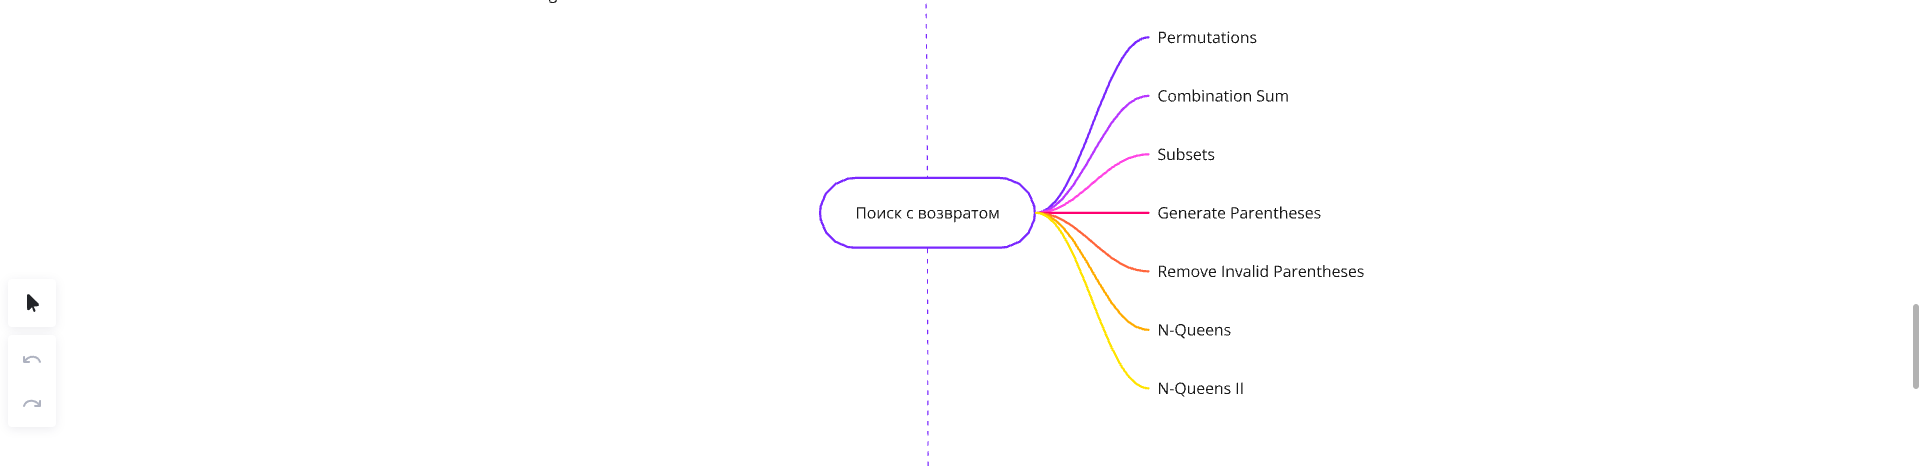 Permutations
Combination Sum
Subsets
Поиск с возвратом
Generate Parentheses
Remove Invalid Parentheses
N-Queens
N-Queens II